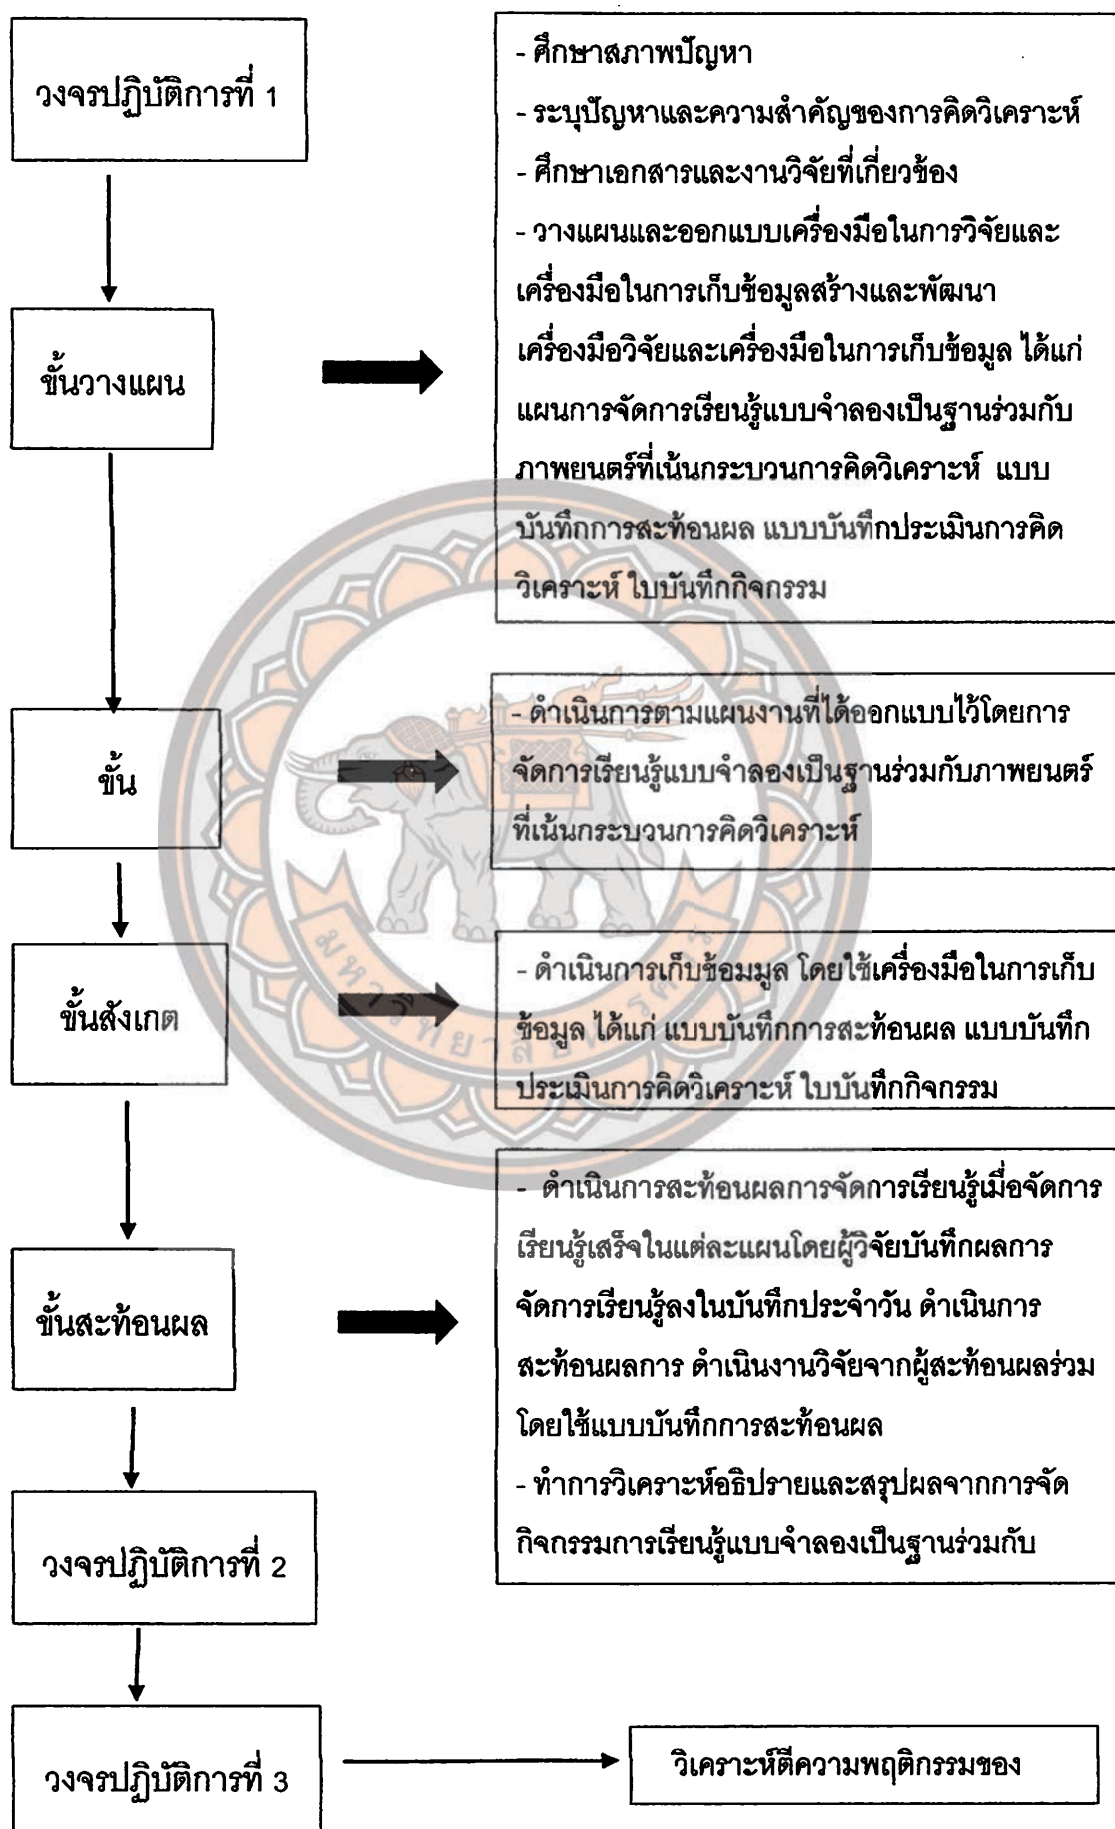 วงจรปฏิบัติการที่ 1
- ศึกษาสภาพปัญหา
- ระบุปัญหาและความสำคัญของการคิดวิเคราะห์
- ศึกษาเอกสารและงานวิจัยที่เกี่ยวข้อง
- วางแผนและออกแบบเครื่องมือในการวิจัยและ
เครื่องมือในการเก็บข้อมูลสร้างและพัฒนา
เครื่องมือวิจัยและเครื่องมือในการเก็บข้อมูล ได้แก่
แผนการจัดการเรียนรู้แบบจำลองเป็นฐานร่วมกับ
ภาพยนตร์ที่เน้นกระบวนการคิดวิเคราะห์ แบบ
บันทึกการสะท้อนผล แบบบันทึกประเมินการคิด
วิเคราะห์ ใบบันทึกกิจกรรม
ขั้นวางแผน
ขั้น
- ดำเนินการตามแผนงานที่ได้ออกแบบไว้โดยการ
จัดการเรียนรู้แบบจำลองเป็นฐานร่วมกับภาพยนตร์
ที่เน้นกระบวนการคิดวิเคราะห์
ขั้นสังเกต
- ดำเนินการเก็บข้อมมูล โดยใช้เครื่องมือในการเก็บ
ข้อมูล ได้แก่ แบบบันทึกการสะท้อนผล แบบบันทึก
ประเมินการคิดวิเคราะห์ ใบบันทึกกิจกรรม
มหาวิทยาลัยนเรศวร
ขั้นสะท้อนผล
- ดำเนินการสะท้อนผลการจัดการเรียนรู้เมื่อจัดการ
เรียนรู้เสร็จในแต่ละแผนโดยผู้วิจัยบันทึกผลการ
จัดการเรียนรู้ลงในบันทึกประจำวัน ดำเนินการ
สะท้อนผลการ ดำเนินงานวิจัยจากผู้สะท้อนผลร่วม
โดยใช้แบบบันทึกการสะท้อนผล
- ทำการวิเคราะห์อธิปรายและสรุปผลจากการจัด
กิจกรรมการเรียนรู้แบบจำลองเป็นฐานร่วมกับ
วงจรปฏิบัติการที่ 2
วงจรปฏิบัติการที่ 3
วิเคราะห์ตีความพฤติกรรมของ